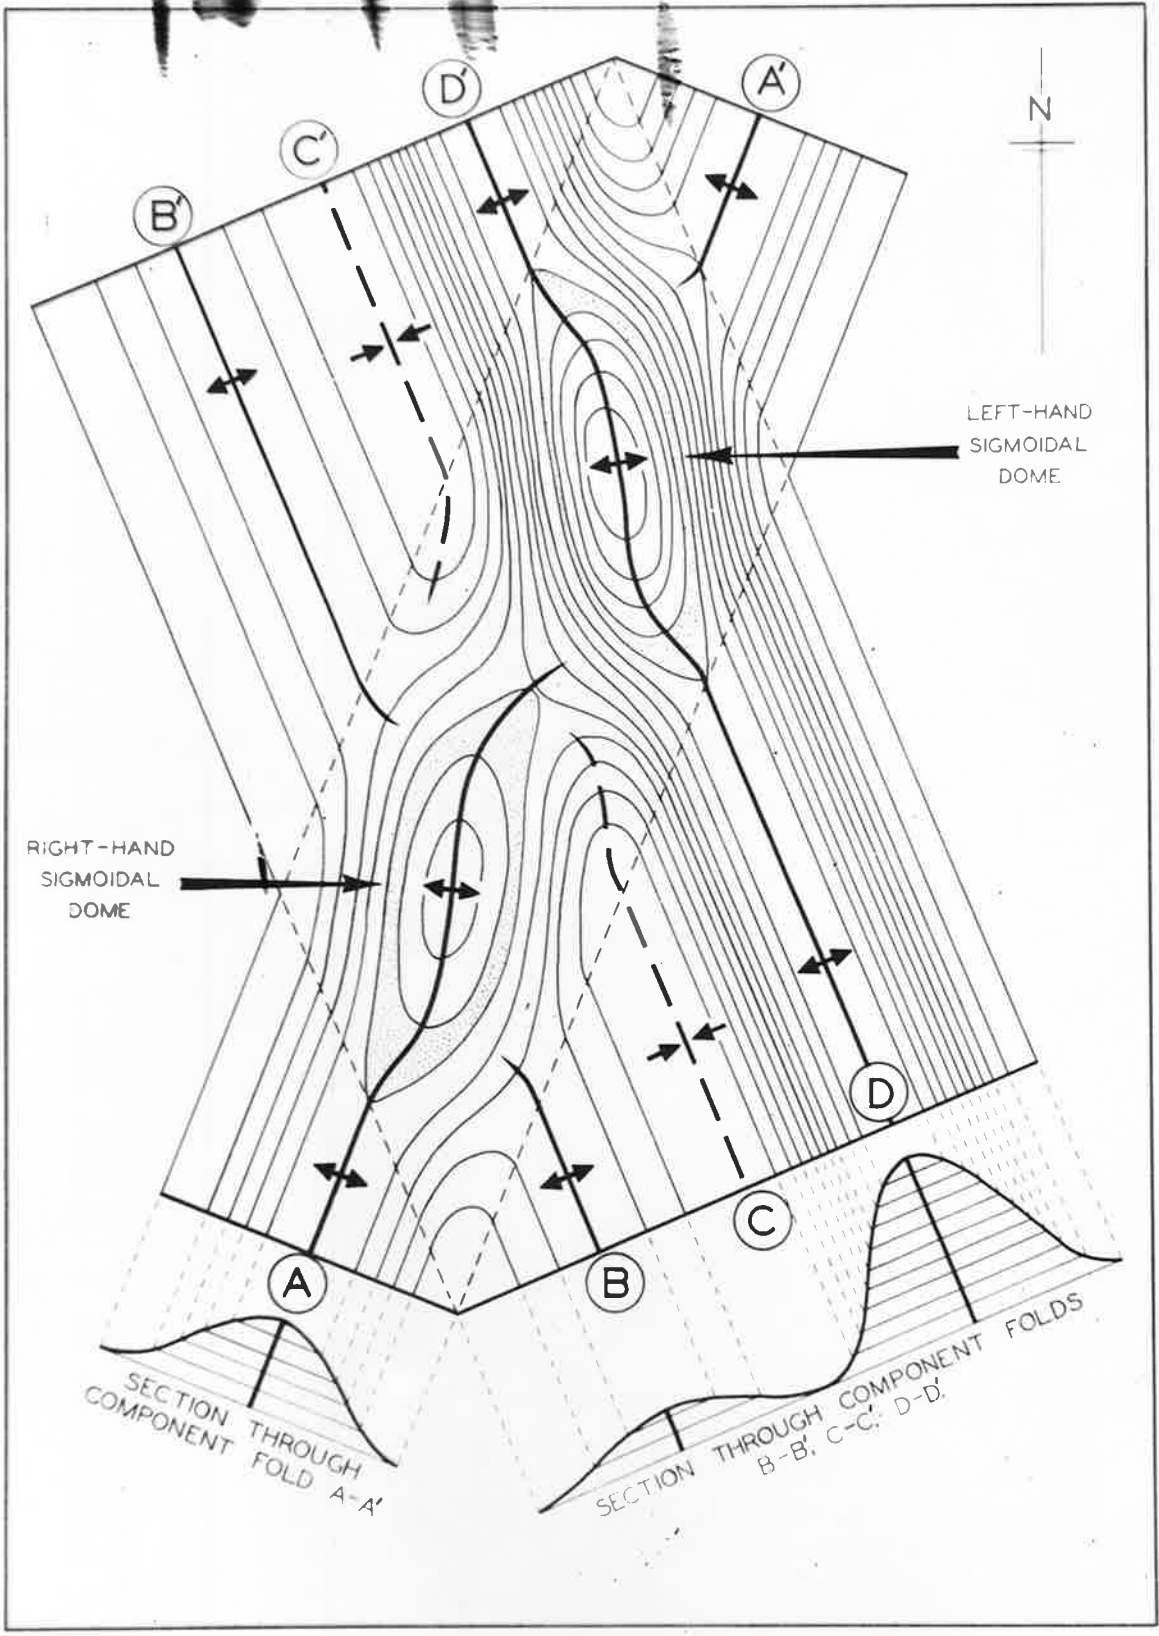 D'
A'
C'
B'
N
LEFT-HAND
SIGMOIDAL
DOME
RIGHT-HAND
SIGMOIDAL
DOME
D
C
A
B
SECTION THROUGH
COMPONENT FOLD A-A'
SECTION THROUGH COMPONENT FOLDS
B-B', C-C', D-D'.